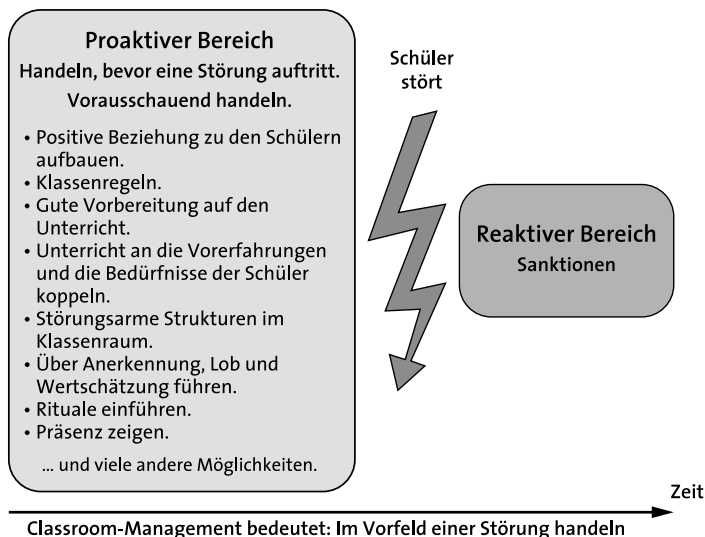 Proaktiver Bereich
Handeln, bevor eine Störung auftritt.
Vorausschauend handeln.
• Positive Beziehung zu den Schülern
aufbauen.
• Klassenregeln.
• Gute Vorbereitung auf den
Unterricht.
• Unterricht an die Vorerfahrungen
und die Bedürfnisse der Schüler
koppeln.
• Störungsarme Strukturen im
Klassenraum.
• Über Anerkennung, Lob und
Wertschätzung führen.
• Rituale einführen.
• Präsenz zeigen.
... und viele andere Möglichkeiten.
Schüler
stört
Reaktiver Bereich
Sanktionen
Zeit
Classroom-Management bedeutet: Im Vorfeld einer Störung handeln